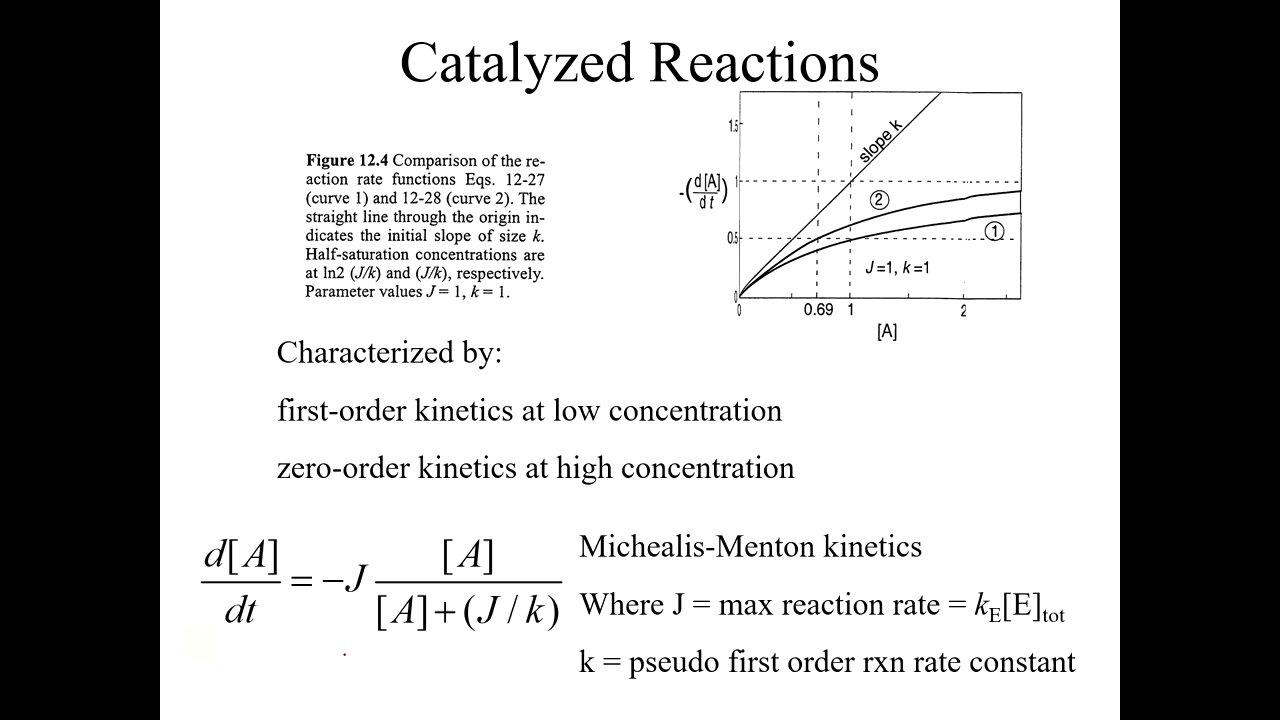 Catalyzed Reactions
Figure 12.4 Comparison of the re-
action rate functions Eqs. 12-27
(curve 1) and 12-28 (curve 2). The
straight line through the origin in-
dicates the initial slope of size k.
Half-saturation concentrations are
at ln2 (J/k) and (J/k), respectively.
Parameter values J = 1, k = 1.
1.5
slope k
-(d[A]/dt)
1
②
0.5
①
J=1, k=1
0
0 0.69 1 2
[A]
Characterized by:
first-order kinetics at low concentration
zero-order kinetics at high concentration
d[A]/dt = −J [A]/([A]+(J/k))
Michealis-Menton kinetics
Where J = max reaction rate = kE[E]tot
k = pseudo first order rxn rate constant